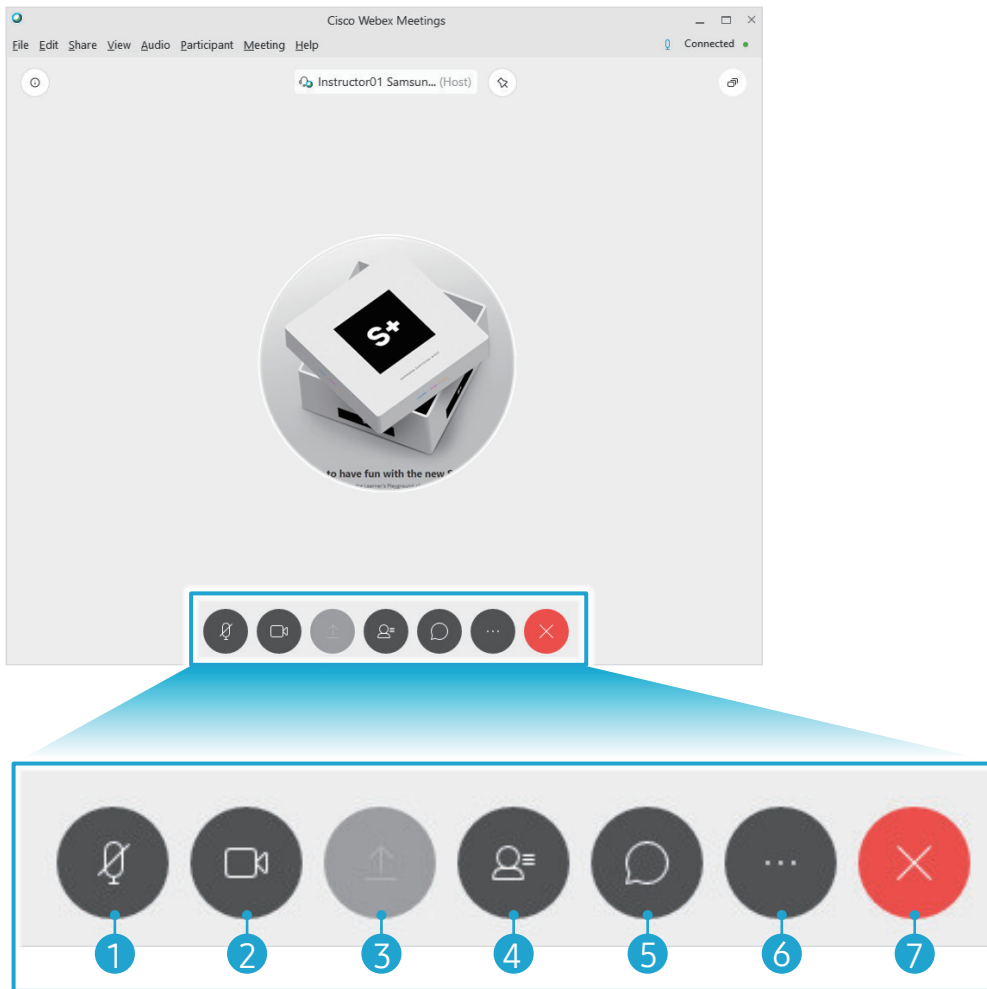 Cisco Webex Meetings
File Edit Share View Audio Participant Meeting Help
Connected
Instructor01 Samsun... (Host)
S+
to have fun with the new
1 2 3 4 5 6 7